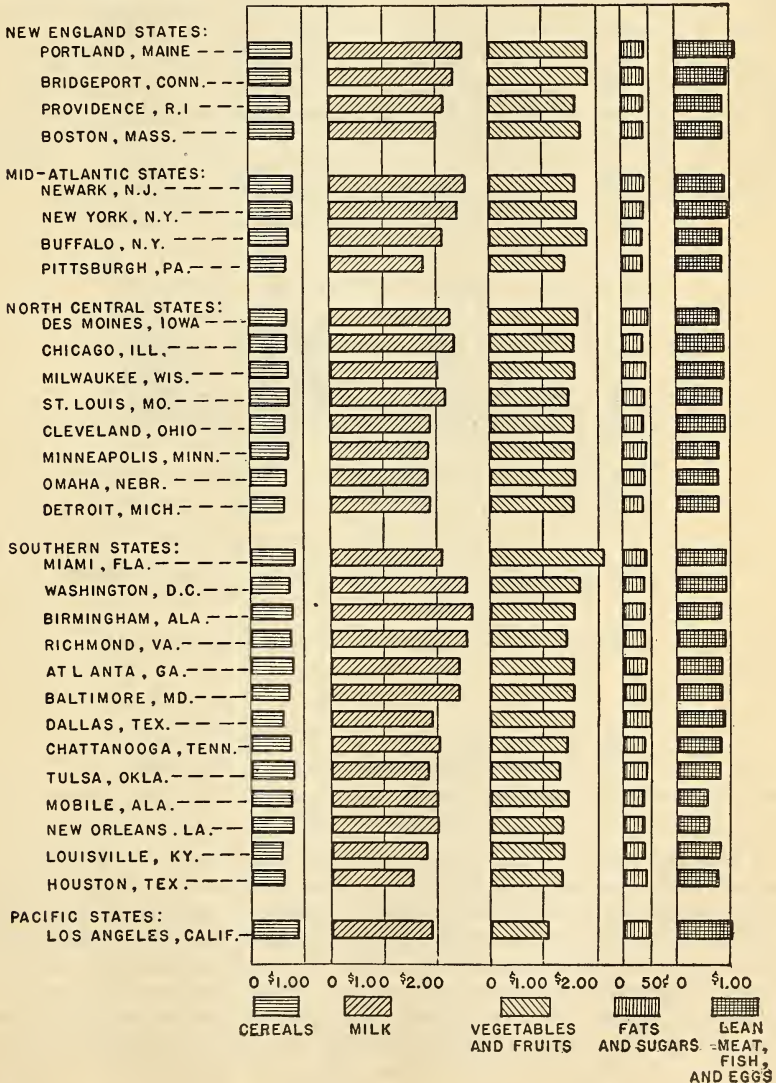 NEW ENGLAND STATES:
PORTLAND, MAINE
BRIDGEPORT, CONN.
PROVIDENCE, R.I
BOSTON, MASS.
MID-ATLANTIC STATES:
NEWARK, N.J.
NEW YORK, N.Y.
BUFFALO, N.Y.
PITTSBURGH, PA.
NORTH CENTRAL STATES:
DES MOINES, IOWA
CHICAGO, ILL.
MILWAUKEE, WIS.
ST. LOUIS, MO.
CLEVELAND, OHIO
MINNEAPOLIS, MINN.
OMAHA, NEBR.
DETROIT, MICH.
SOUTHERN STATES:
MIAMI, FLA.
WASHINGTON, D.C.
BIRMINGHAM, ALA.
RICHMOND, VA.
ATLANTA, GA.
BALTIMORE, MD.
DALLAS, TEX.
CHATTANOOGA, TENN.
TULSA, OKLA.
MOBILE, ALA.
NEW ORLEANS. LA.
LOUISVILLE, KY.
HOUSTON, TEX.
PACIFIC STATES:
LOS ANGELES, CALIF.
0 $1.00 0 $1.00 $2.00 0 $1.00 $2.00 0 50¢ 0 $1.00
CEREALS MILK VEGETABLES FATS LEAN
AND FRUITS AND SUGARS MEAT,
FISH,
AND EGGS